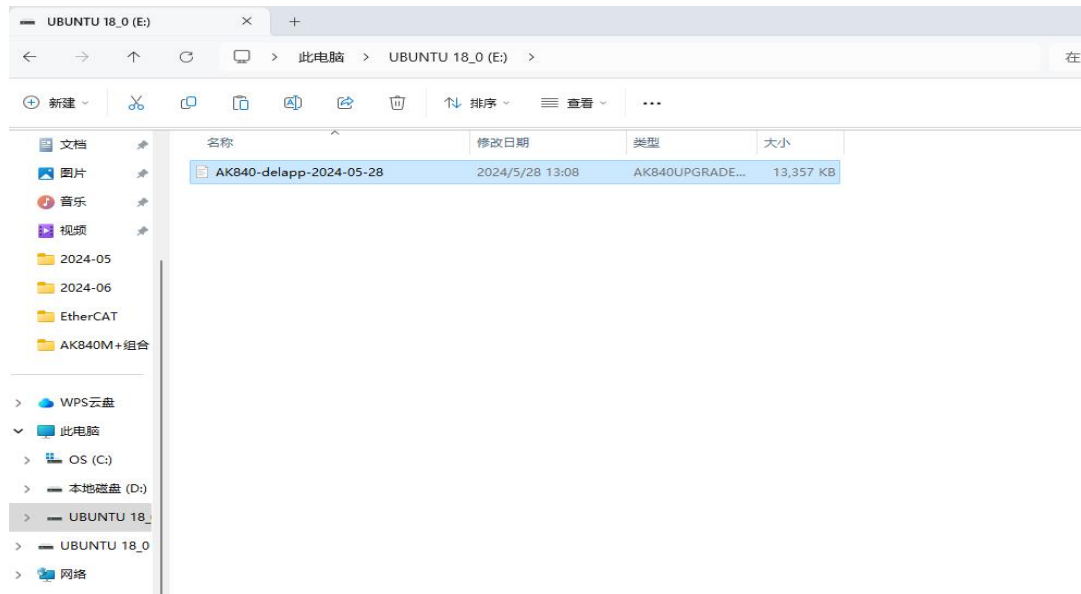 UBUNTU 18_0 (E:)
此电脑 > UBUNTU 18_0 (E:) >
在
新建
排序
查看
名称 修改日期 类型 大小
AK840-delapp-2024-05-28 2024/5/28 13:08 AK840UPGRADE... 13,357 KB
文档
图片
音乐
视频
2024-05
2024-06
EtherCAT
AK840M+组合
WPS云盘
此电脑
OS (C:)
本地磁盘 (D:)
UBUNTU 18_
UBUNTU 18_0
网络